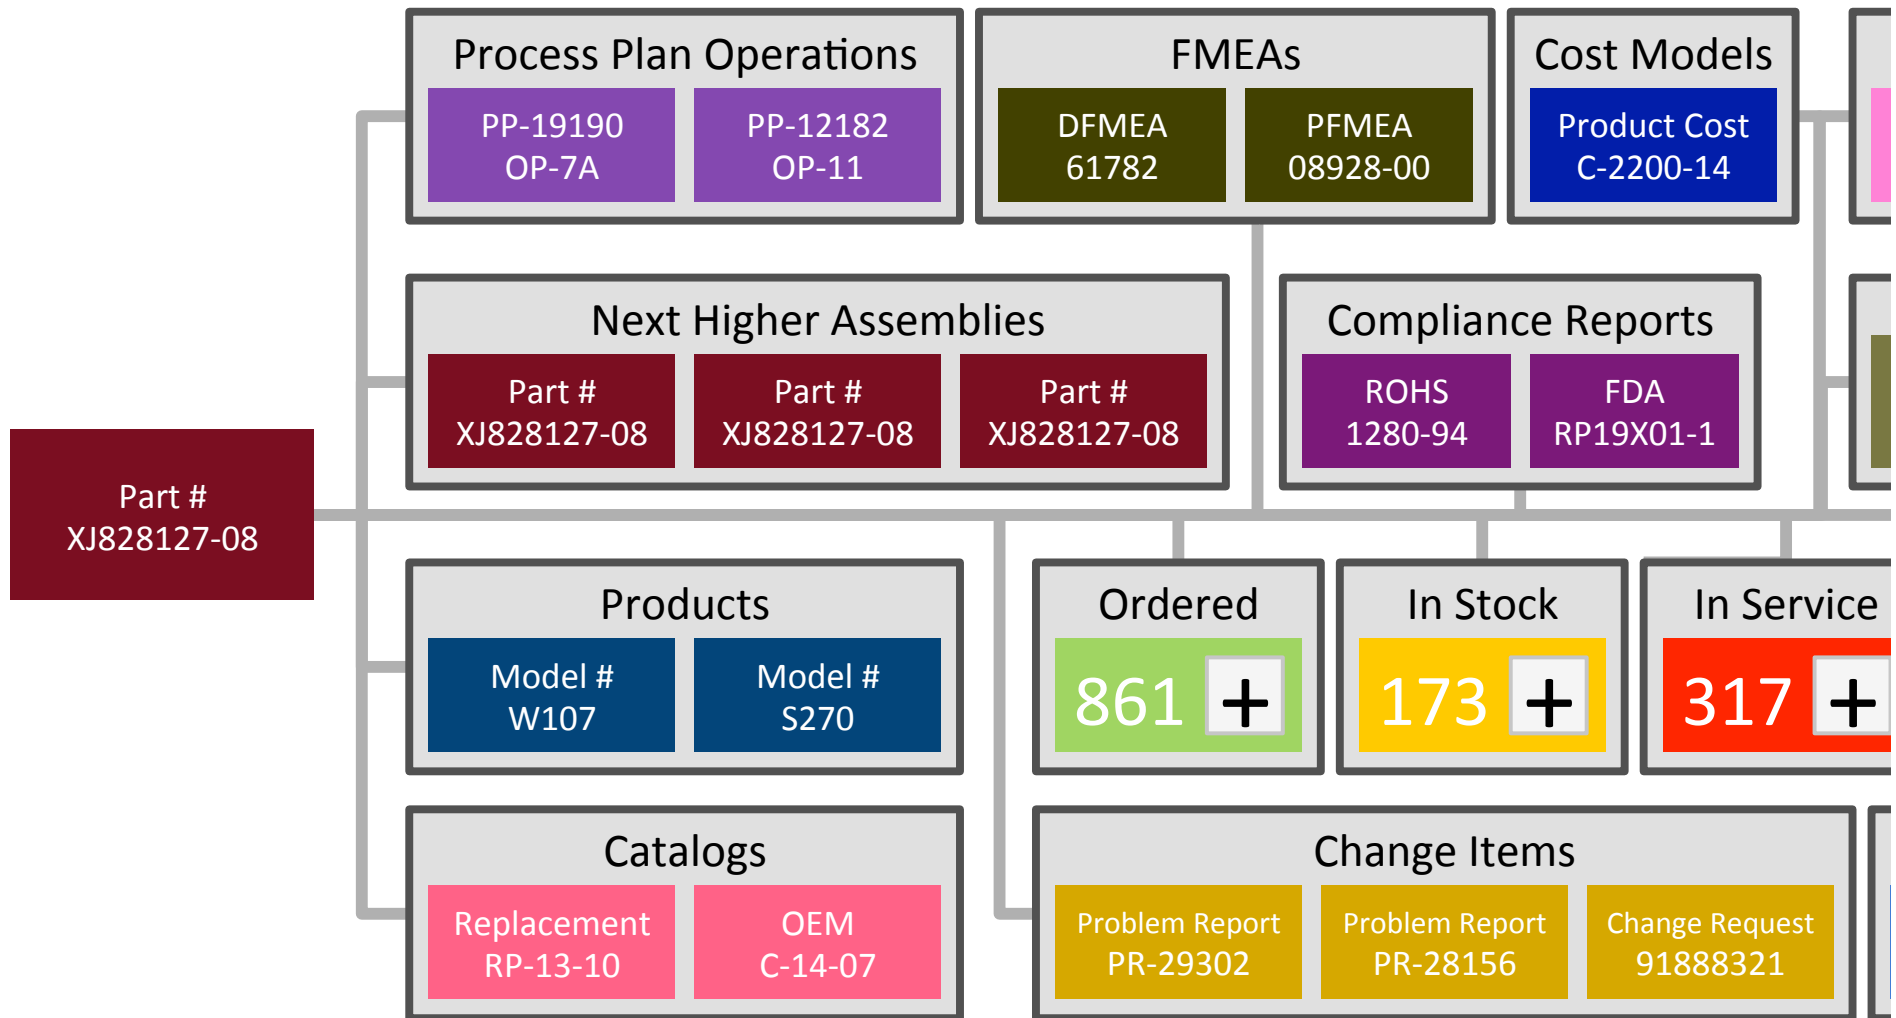 Process Plan Operations
PP-19190
OP-7A
PP-12182
OP-11
FMEAs
DFMEA
61782
PFMEA
08928-00
Cost Models
Product Cost
C-2200-14
Next Higher Assemblies
Part #
XJ828127-08
Part #
XJ828127-08
Part #
XJ828127-08
Compliance Reports
ROHS
1280-94
FDA
RP19X01-1
Part #
XJ828127-08
Products
Model #
W107
Model #
S270
Ordered
861 +
In Stock
173 +
In Service
317 +
Catalogs
Replacement
RP-13-10
OEM
C-14-07
Change Items
Problem Report
PR-29302
Problem Report
PR-28156
Change Request
91888321